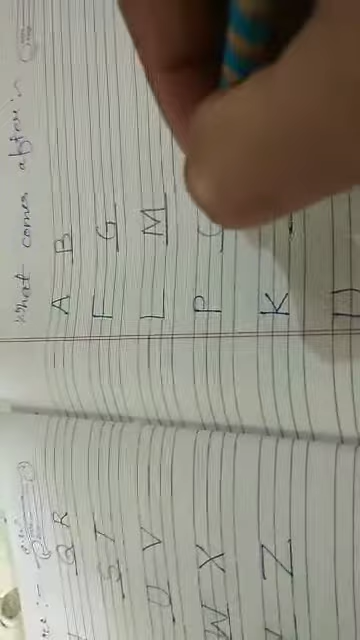 What comes after :-
A B
F G
L M
P
K
D
Q R
S T
U V
W X
Z